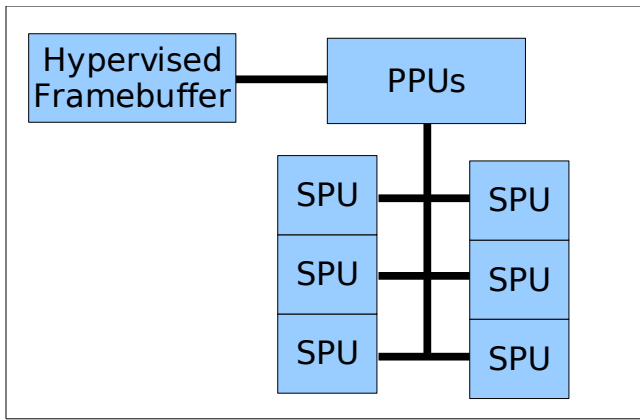 Hypervised
Framebuffer
PPUs
SPU
SPU
SPU
SPU
SPU
SPU